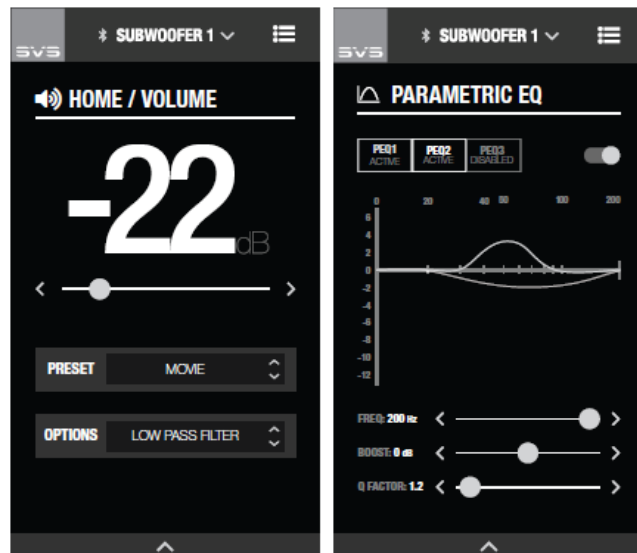 SVS
SUBWOOFER 1
HOME / VOLUME
-22 dB
PRESET MOVIE
OPTIONS LOW PASS FILTER
SVS
SUBWOOFER 1
PARAMETRIC EQ
PEQ1 PEQ2 PEQ3
ACTIVE ACTIVE DISABLED
0 20 40 50 100 200
6
4
2
0
-2
-4
-6
-8
-10
-12
FREQ: 200 Hz
BOOST: 0 dB
Q FACTOR: 1.2